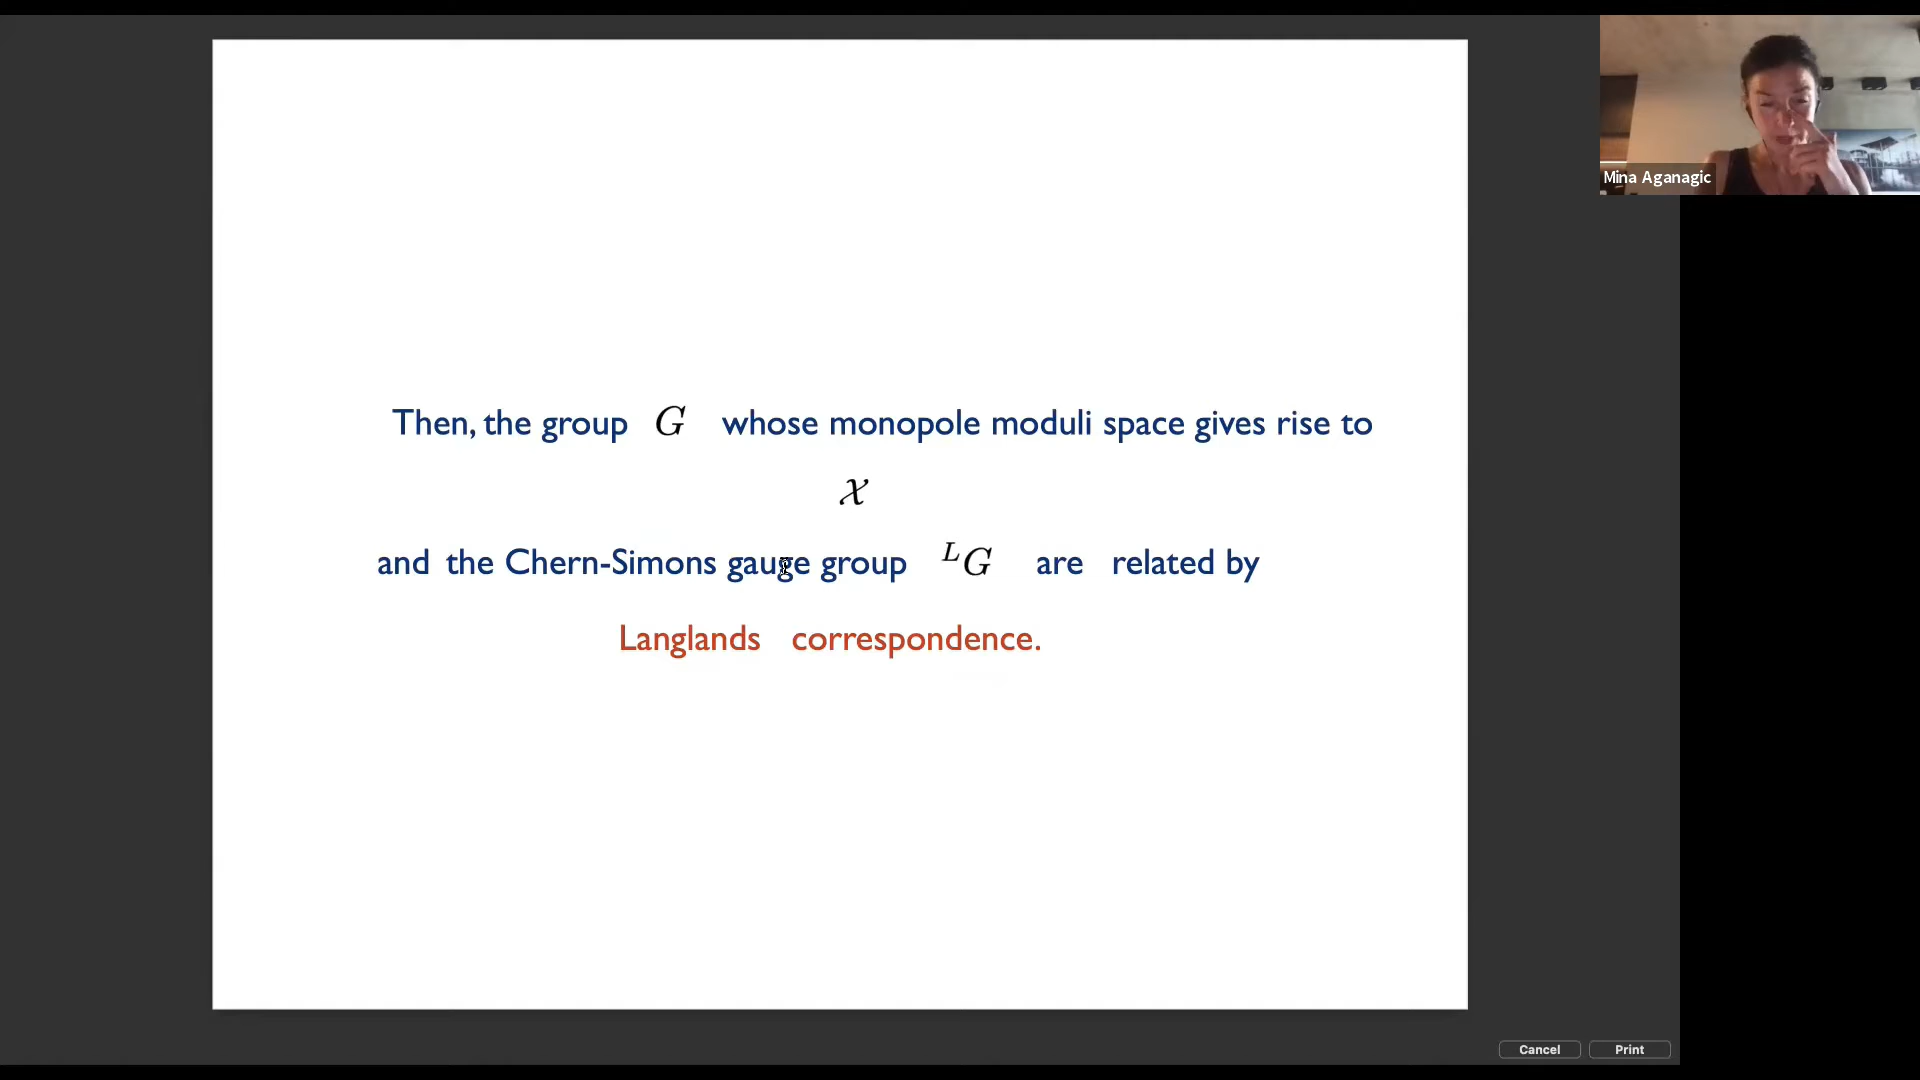 Mina Aganagic
Then, the group G whose monopole moduli space gives rise to
𝒳
and the Chern-Simons gauge group ᴸG are related by
Langlands correspondence.
Cancel Print